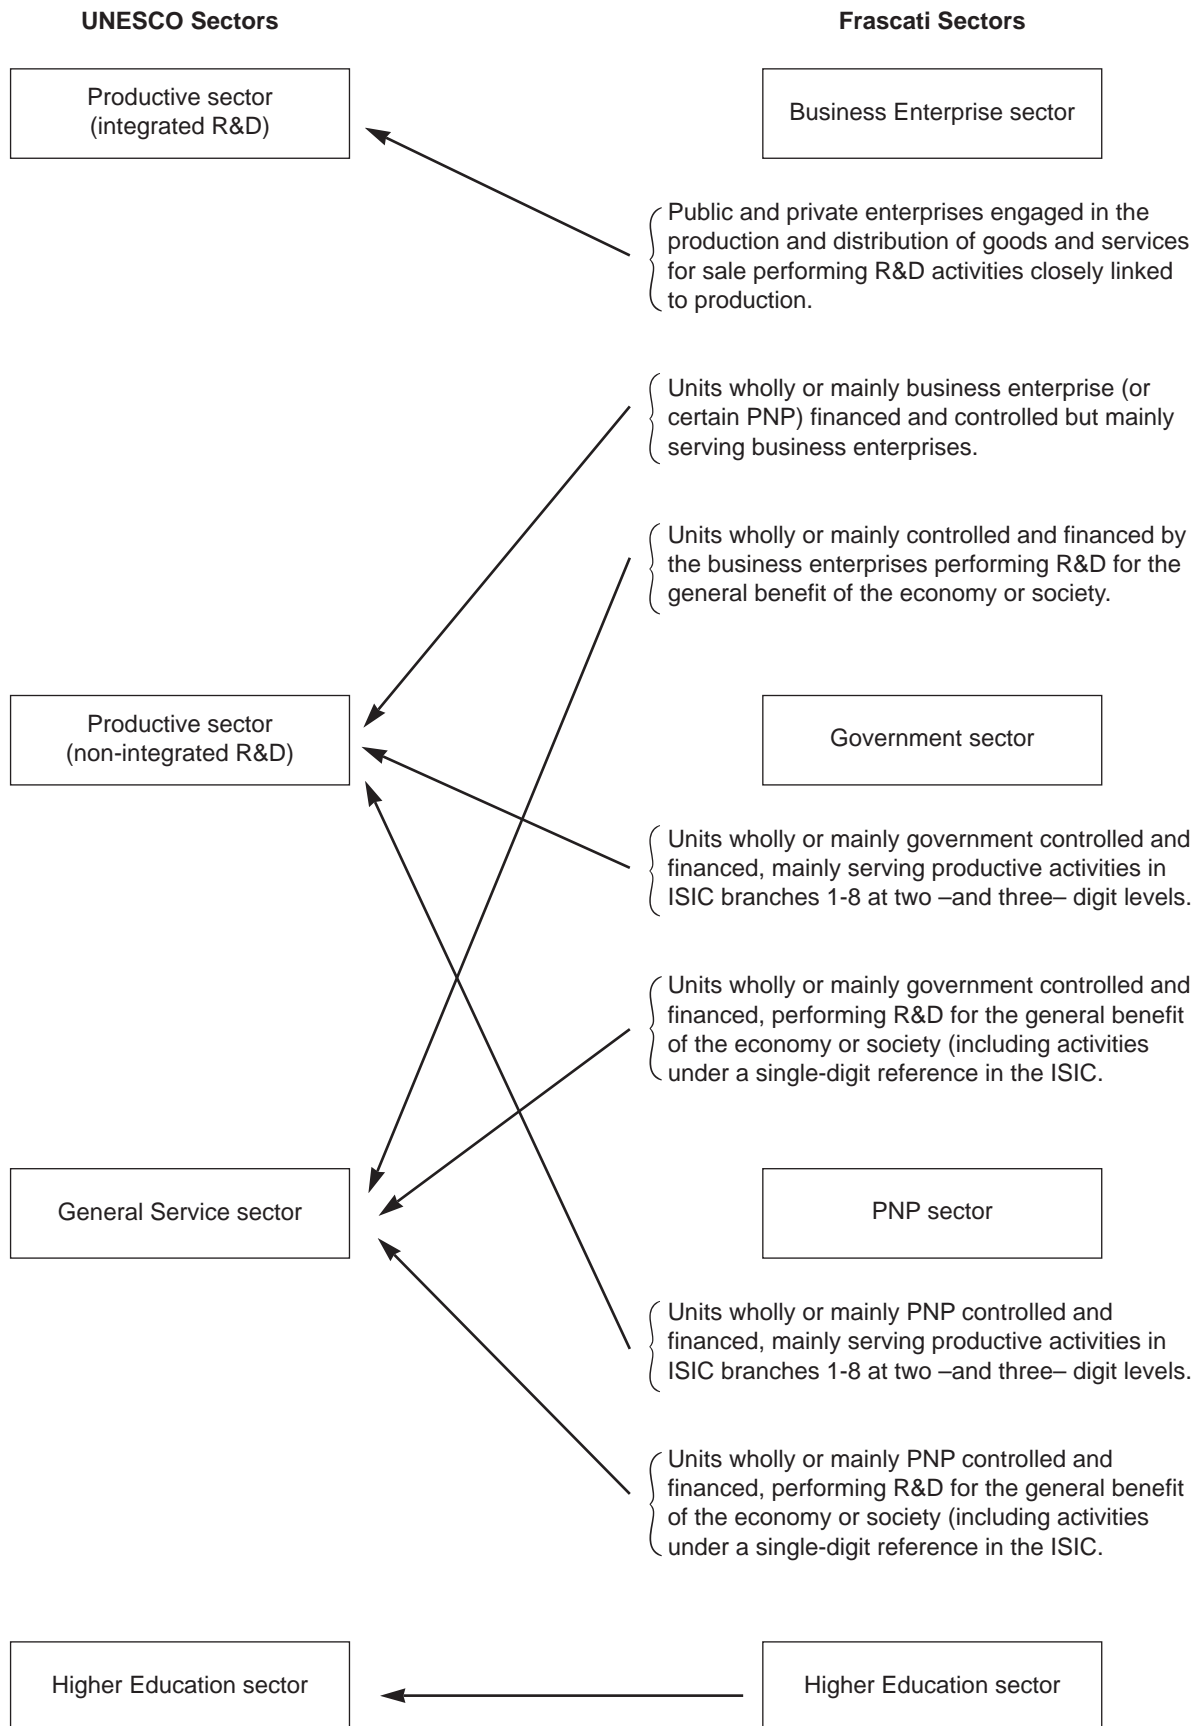 UNESCO Sectors
Frascati Sectors
Productive sector
(integrated R&D)
Business Enterprise sector
Public and private enterprises engaged in the
production and distribution of goods and services
for sale performing R&D activities closely linked
to production.
Units wholly or mainly business enterprise (or
certain PNP) financed and controlled but mainly
serving business enterprises.
Units wholly or mainly controlled and financed by
the business enterprises performing R&D for the
general benefit of the economy or society.
Productive sector
(non-integrated R&D)
Government sector
Units wholly or mainly government controlled and
financed, mainly serving productive activities in
ISIC branches 1-8 at two –and three– digit levels.
Units wholly or mainly government controlled and
financed, performing R&D for the general benefit
of the economy or society (including activities
under a single-digit reference in the ISIC.
General Service sector
PNP sector
Units wholly or mainly PNP controlled and
financed, mainly serving productive activities in
ISIC branches 1-8 at two –and three– digit levels.
Units wholly or mainly PNP controlled and
financed, performing R&D for the general benefit
of the economy or society (including activities
under a single-digit reference in the ISIC.
Higher Education sector
Higher Education sector